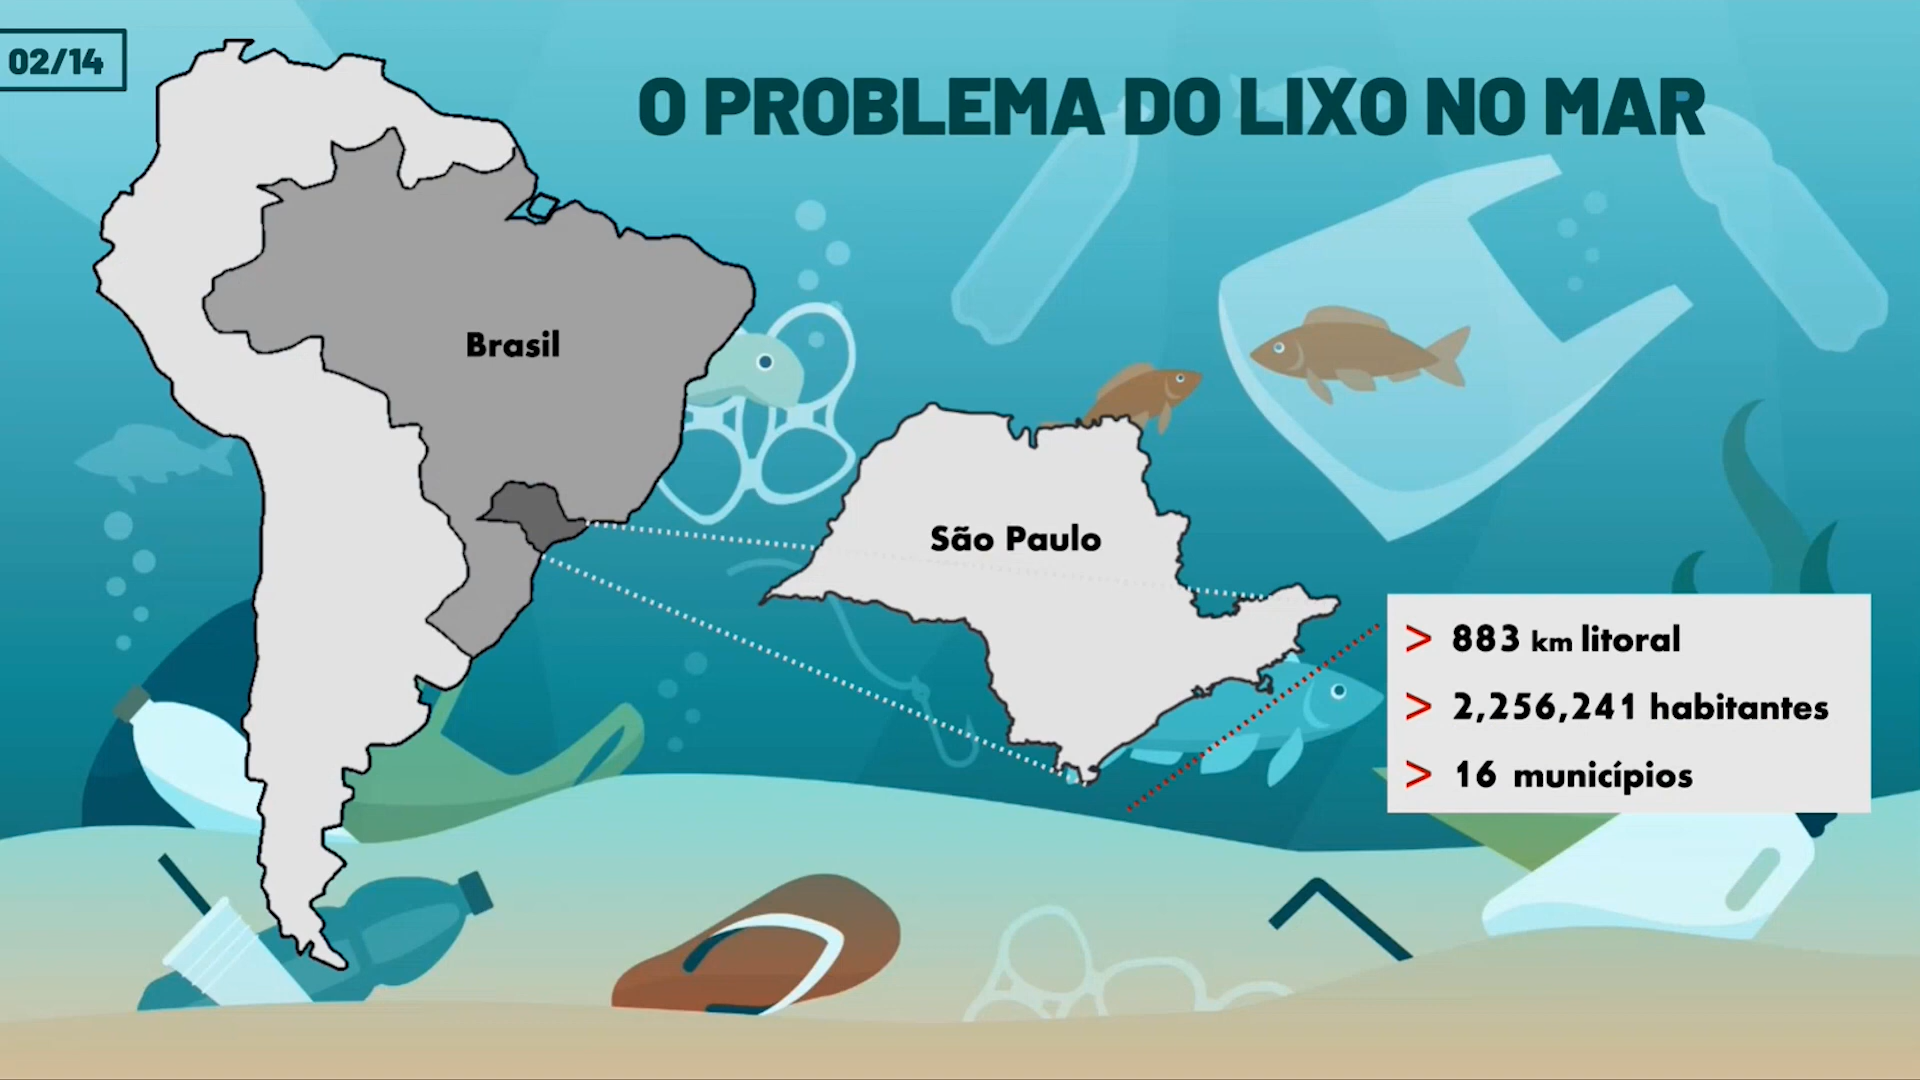 02/14
O PROBLEMA DO LIXO NO MAR
Brasil
São Paulo
> 883 km litoral
> 2,256,241 habitantes
> 16 municípios